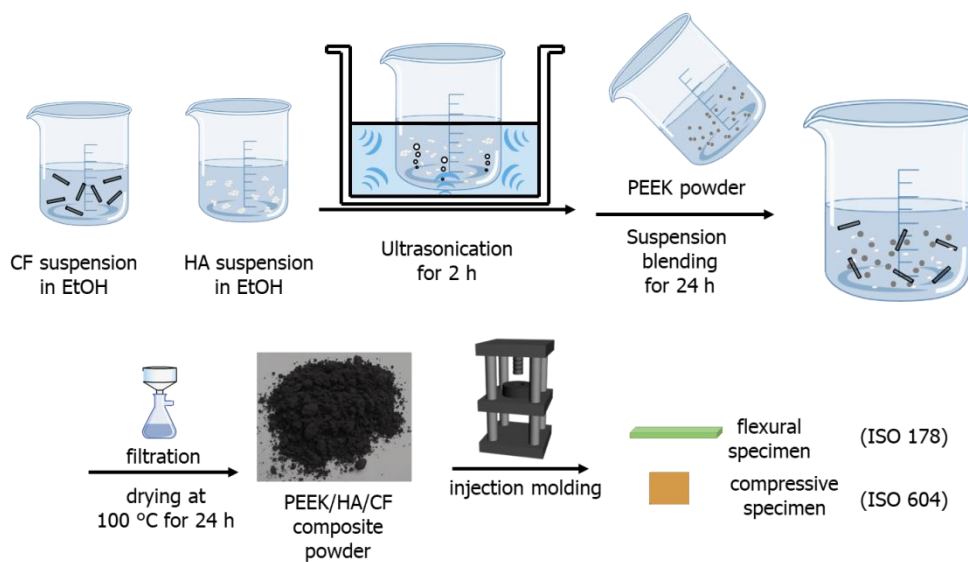 CF suspension
in EtOH
HA suspension
in EtOH
Ultrasonication
for 2 h
PEEK powder
Suspension
blending
for 24 h
filtration
drying at
100 °C for 24 h
PEEK/HA/CF
composite
powder
injection molding
flexural
specimen
(ISO 178)
compressive
specimen
(ISO 604)